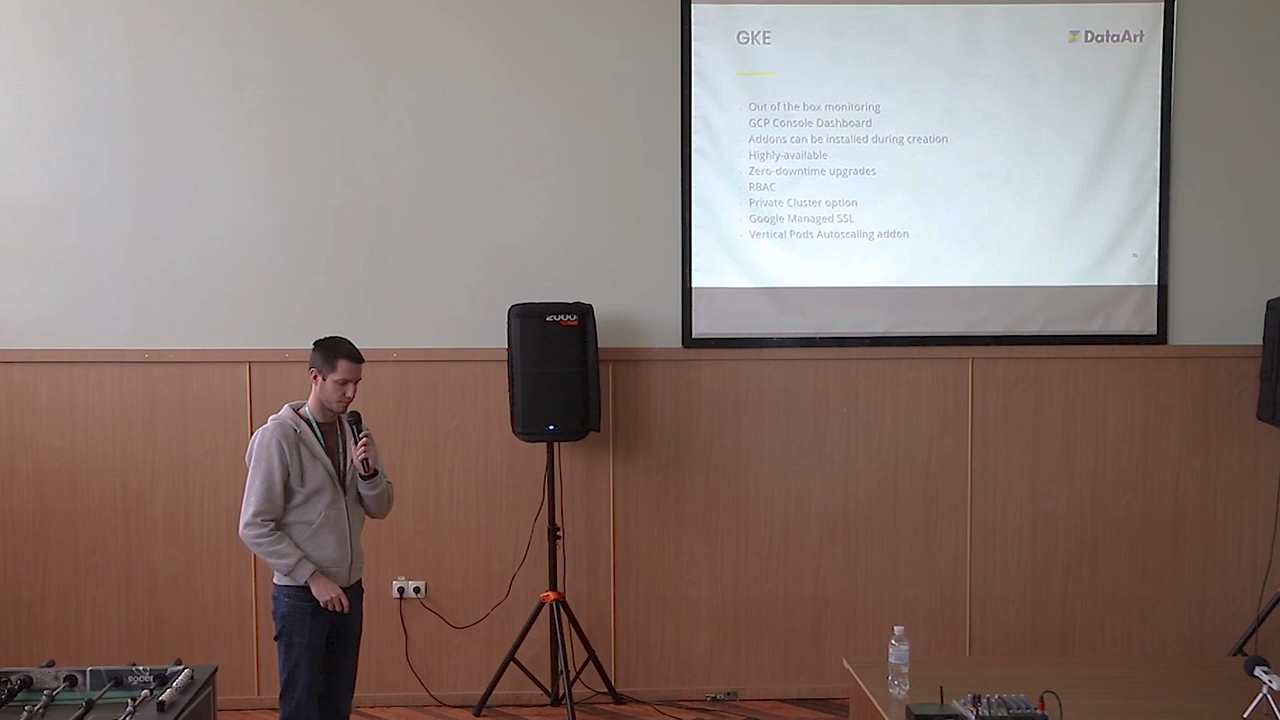 GKE
DataArt
Out of the box monitoring
GCP Console Dashboard
Addons can be installed during creation
Highly-available
Zero-downtime upgrades
RBAC
Private Cluster option
Google Managed SSL
Vertical Pods Autoscaling addon
2000
soccer